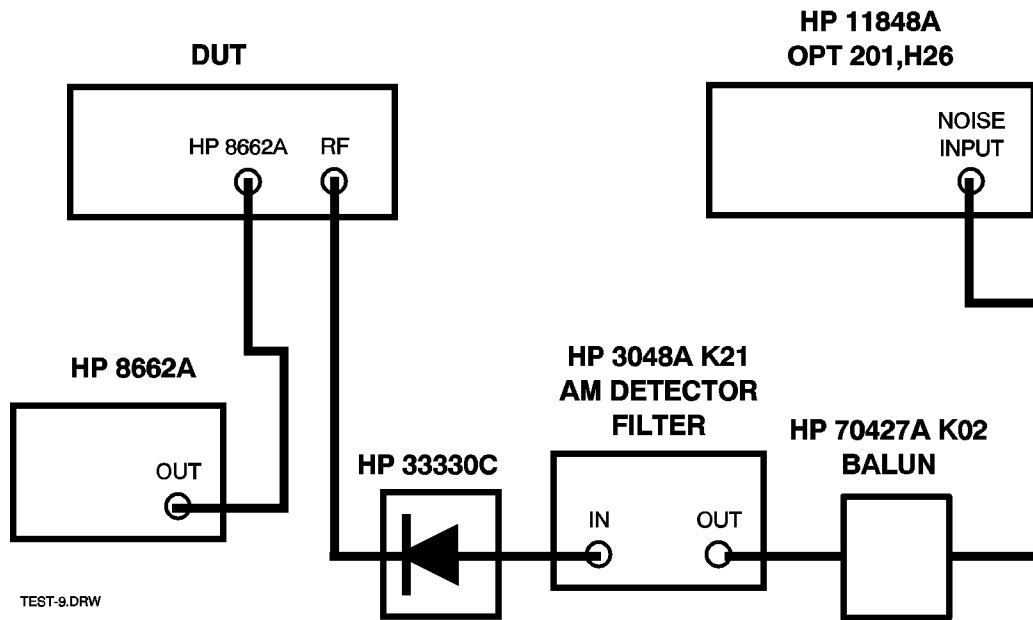 DUT
HP 8662A RF
HP 11848A
OPT 201,H26
NOISE
INPUT
HP 8662A
OUT
HP 33330C
HP 3048A K21
AM DETECTOR
FILTER
IN OUT
HP 70427A K02
BALUN
TEST-9.DRW